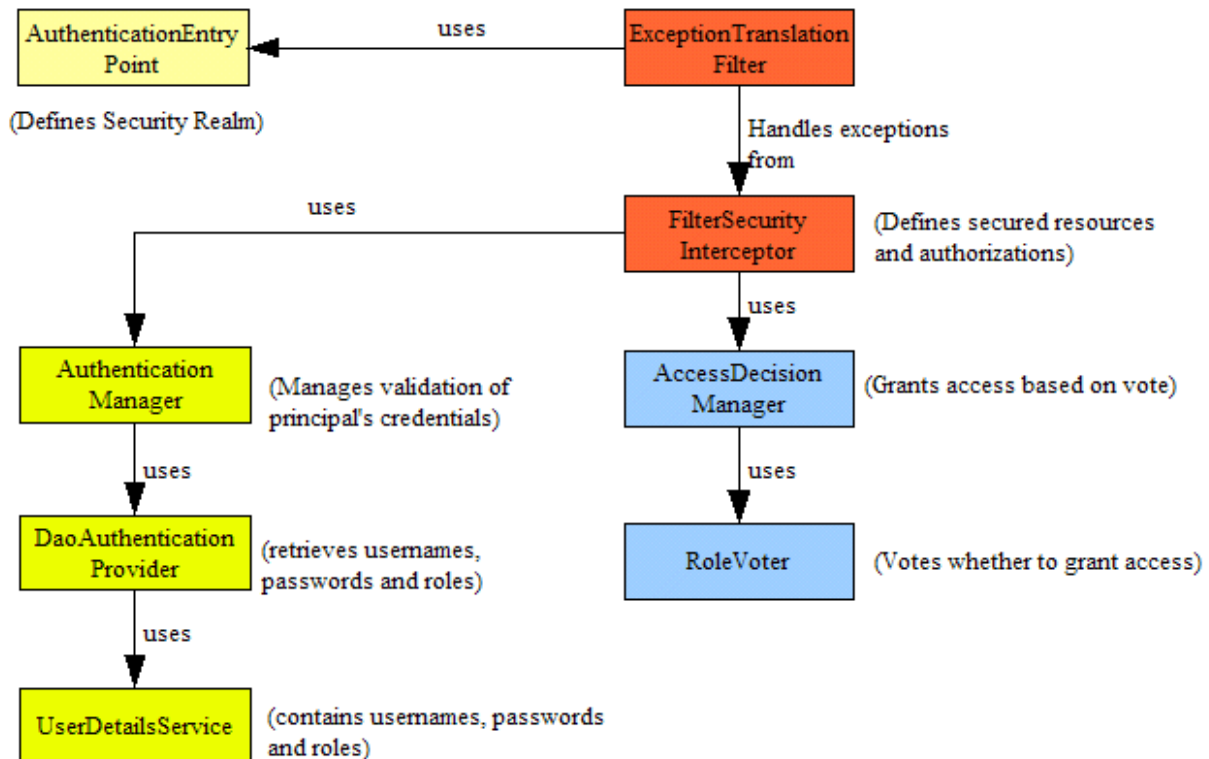 AuthenticationEntry
Point
uses
ExceptionTranslation
Filter
(Defines Security Realm)
Handles exceptions
from
uses
FilterSecurity
Interceptor
(Defines secured resources
and authorizations)
uses
Authentication
Manager
(Manages validation of
principal's credentials)
AccessDecision
Manager
(Grants access based on vote)
uses
uses
DaoAuthentication
Provider
(retrieves usernames,
passwords and roles)
RoleVoter
(Votes whether to grant access)
uses
UserDetailsService
(contains usernames, passwords
and roles)